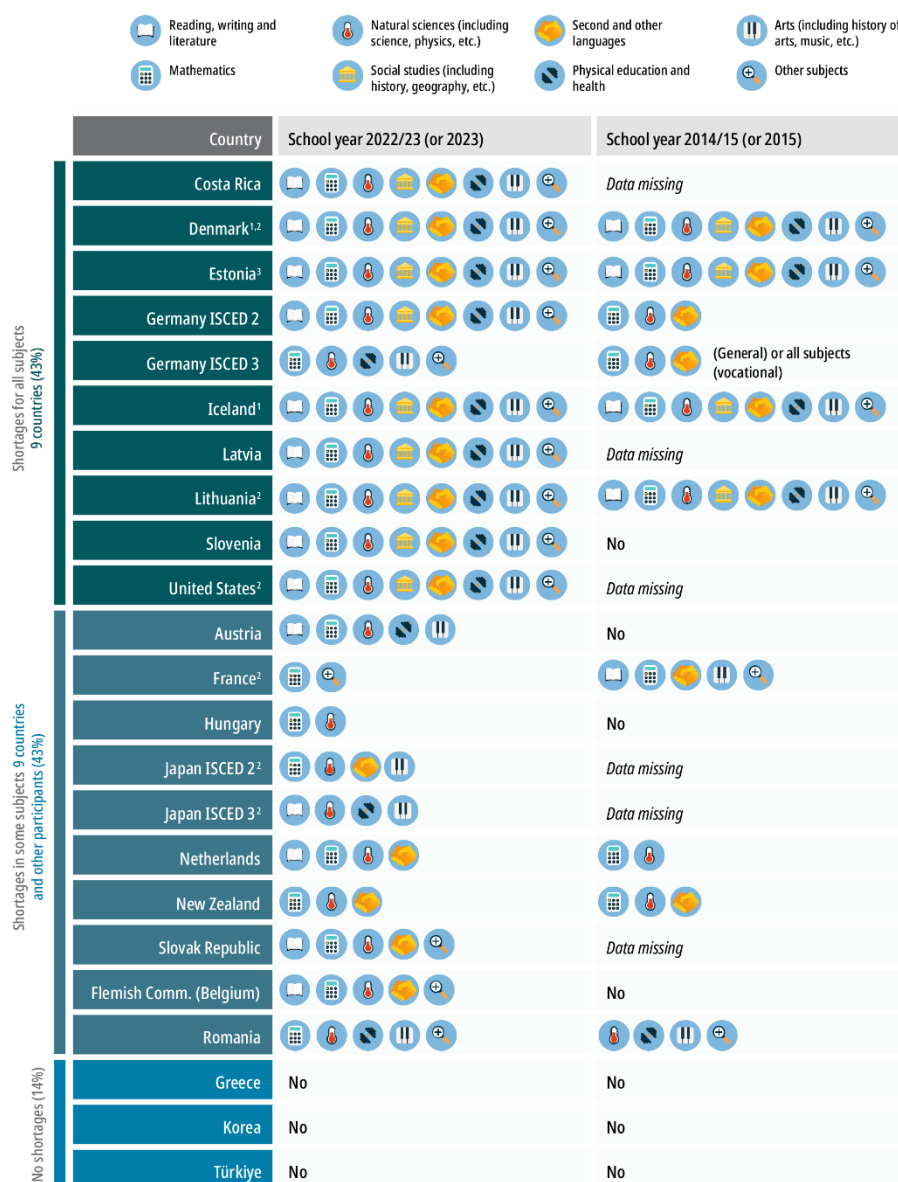 Reading, writing and literature
Natural sciences (including science, physics, etc.)
Second and other languages
Arts (including history of arts, music, etc.)
Mathematics
Social studies (including history, geography, etc.)
Physical education and health
Other subjects
Country
School year 2022/23 (or 2023)
School year 2014/15 (or 2015)
Shortages for all subjects
9 countries (43%)
Costa Rica
Data missing
Denmark1,2
Estonia3
Germany ISCED 2
Germany ISCED 3
(General) or all subjects
(vocational)
Iceland1
Latvia
Data missing
Lithuania2
Slovenia
No
United States2
Data missing
Shortages in some subjects 9 countries
and other participants (43%)
Austria
No
France2
Hungary
No
Japan ISCED 2 2
Data missing
Japan ISCED 3 2
Data missing
Netherlands
New Zealand
Slovak Republic
Data missing
Flemish Comm. (Belgium)
No
Romania
No shortages (14%)
Greece
No
No
Korea
No
No
Türkiye
No
No